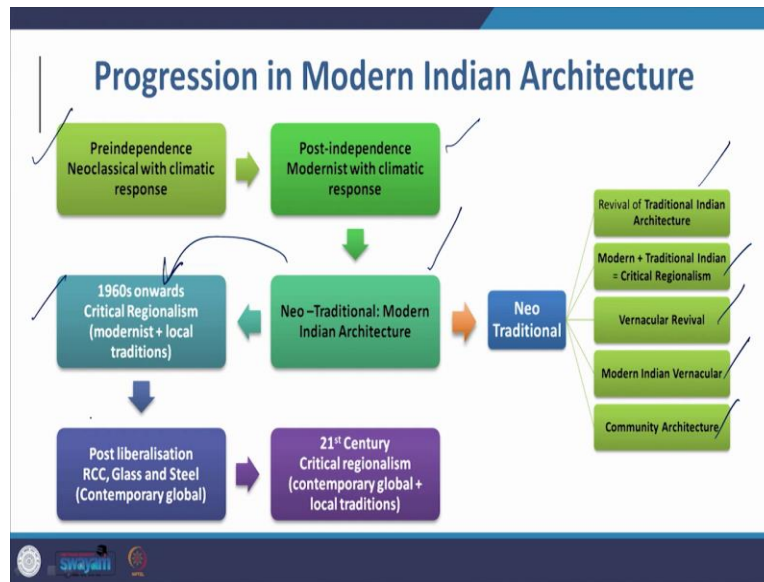 Progression in Modern Indian Architecture
Preindependence
Neoclassical with climatic
response
Post-independence
Modernist with climatic
response
1960s onwards
Critical Regionalism
(modernist + local
traditions)
Neo –Traditional: Modern
Indian Architecture
Neo
Traditional
Revival of Traditional Indian
Architecture
Modern + Traditional Indian
= Critical Regionalism
Vernacular Revival
Modern Indian Vernacular
Community Architecture
Post liberalisation
RCC, Glass and Steel
(Contemporary global)
21st Century
Critical regionalism
(contemporary global +
local traditions)
swayam